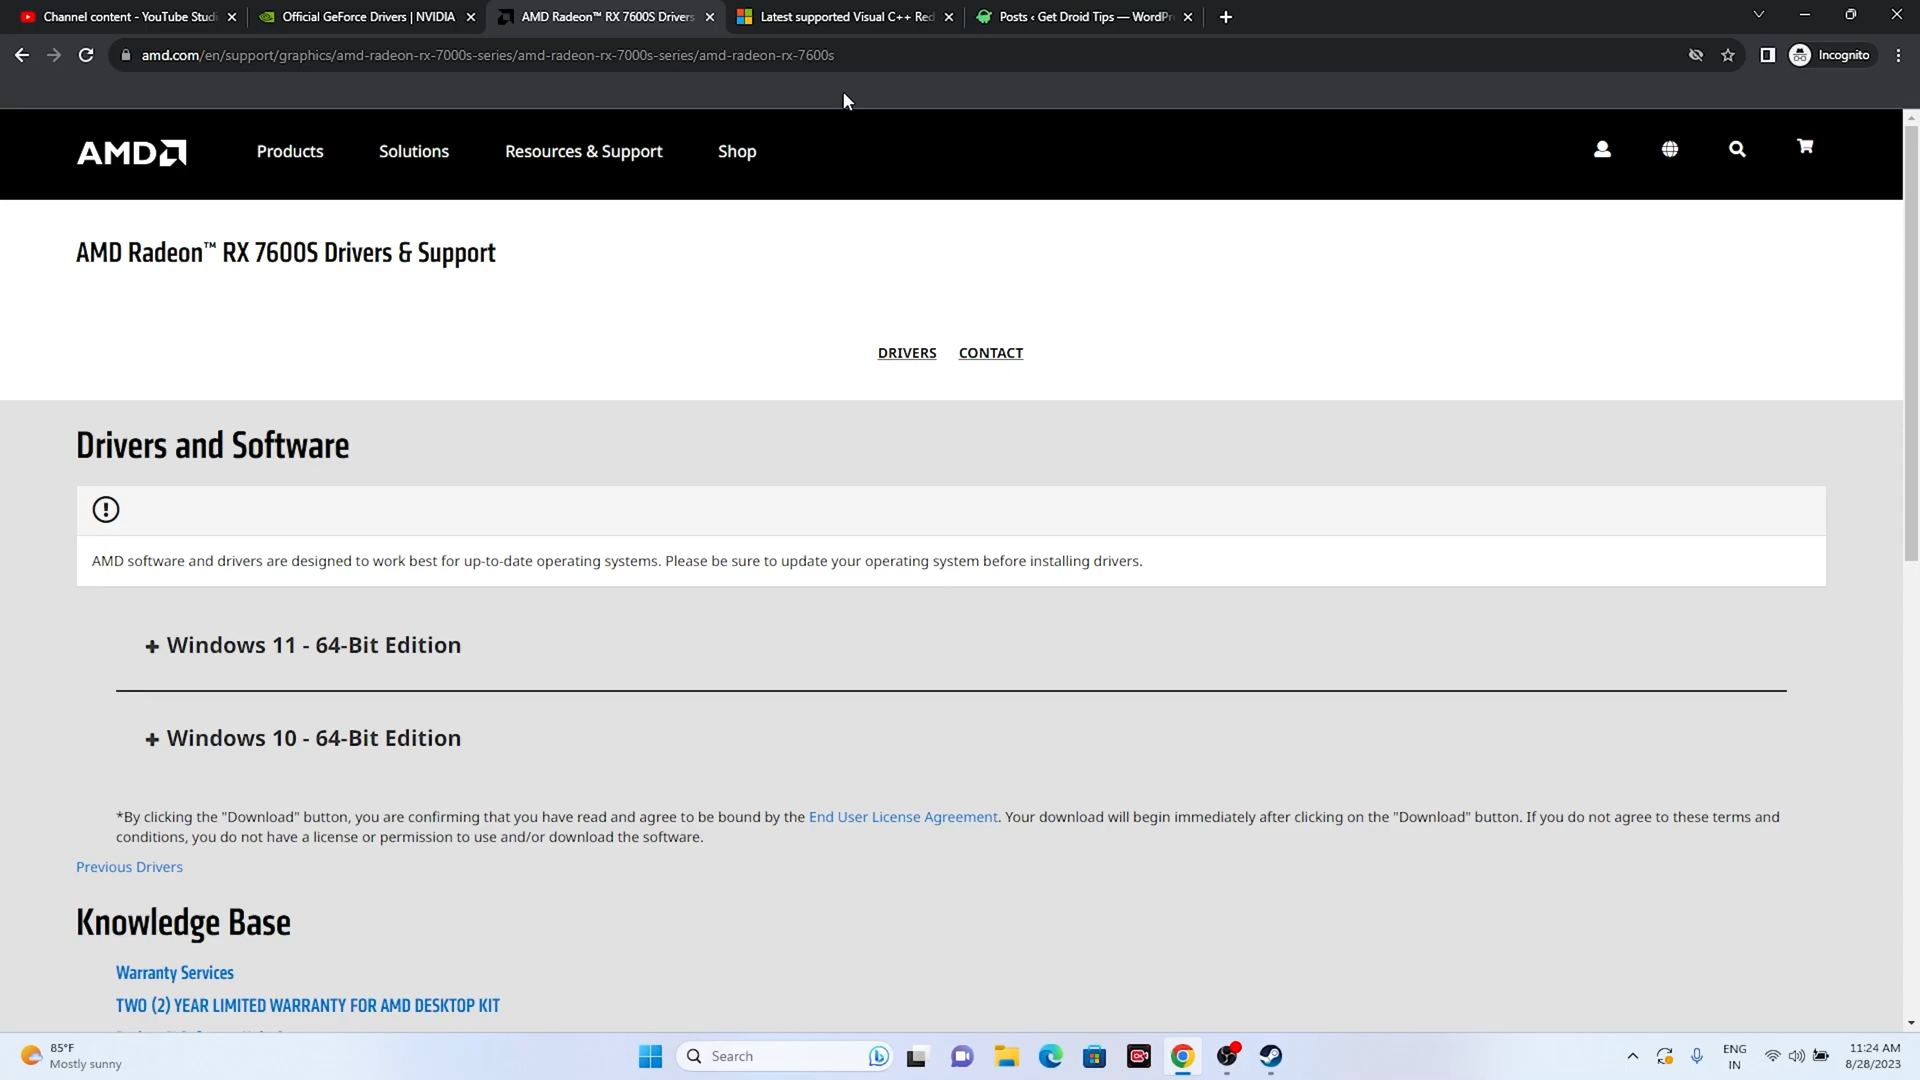 Channel content - YouTube Studi
Official GeForce Drivers | NVIDIA
AMD Radeon™ RX 7600S Drivers
Latest supported Visual C++ Red
Posts ‹ Get Droid Tips — WordPr
amd.com/en/support/graphics/amd-radeon-rx-7000s-series/amd-radeon-rx-7000s-series/amd-radeon-rx-7600s
Incognito
AMD
Products
Solutions
Resources & Support
Shop
AMD Radeon™ RX 7600S Drivers & Support
DRIVERS
CONTACT
Drivers and Software
AMD software and drivers are designed to work best for up-to-date operating systems. Please be sure to update your operating system before installing drivers.
+ Windows 11 - 64-Bit Edition
+ Windows 10 - 64-Bit Edition
*By clicking the "Download" button, you are confirming that you have read and agree to be bound by the End User License Agreement. Your download will begin immediately after clicking on the "Download" button. If you do not agree to these terms and
conditions, you do not have a license or permission to use and/or download the software.
Previous Drivers
Knowledge Base
Warranty Services
TWO (2) YEAR LIMITED WARRANTY FOR AMD DESKTOP KIT
85°F
Mostly sunny
Search
ENG
IN
11:24 AM
8/28/2023